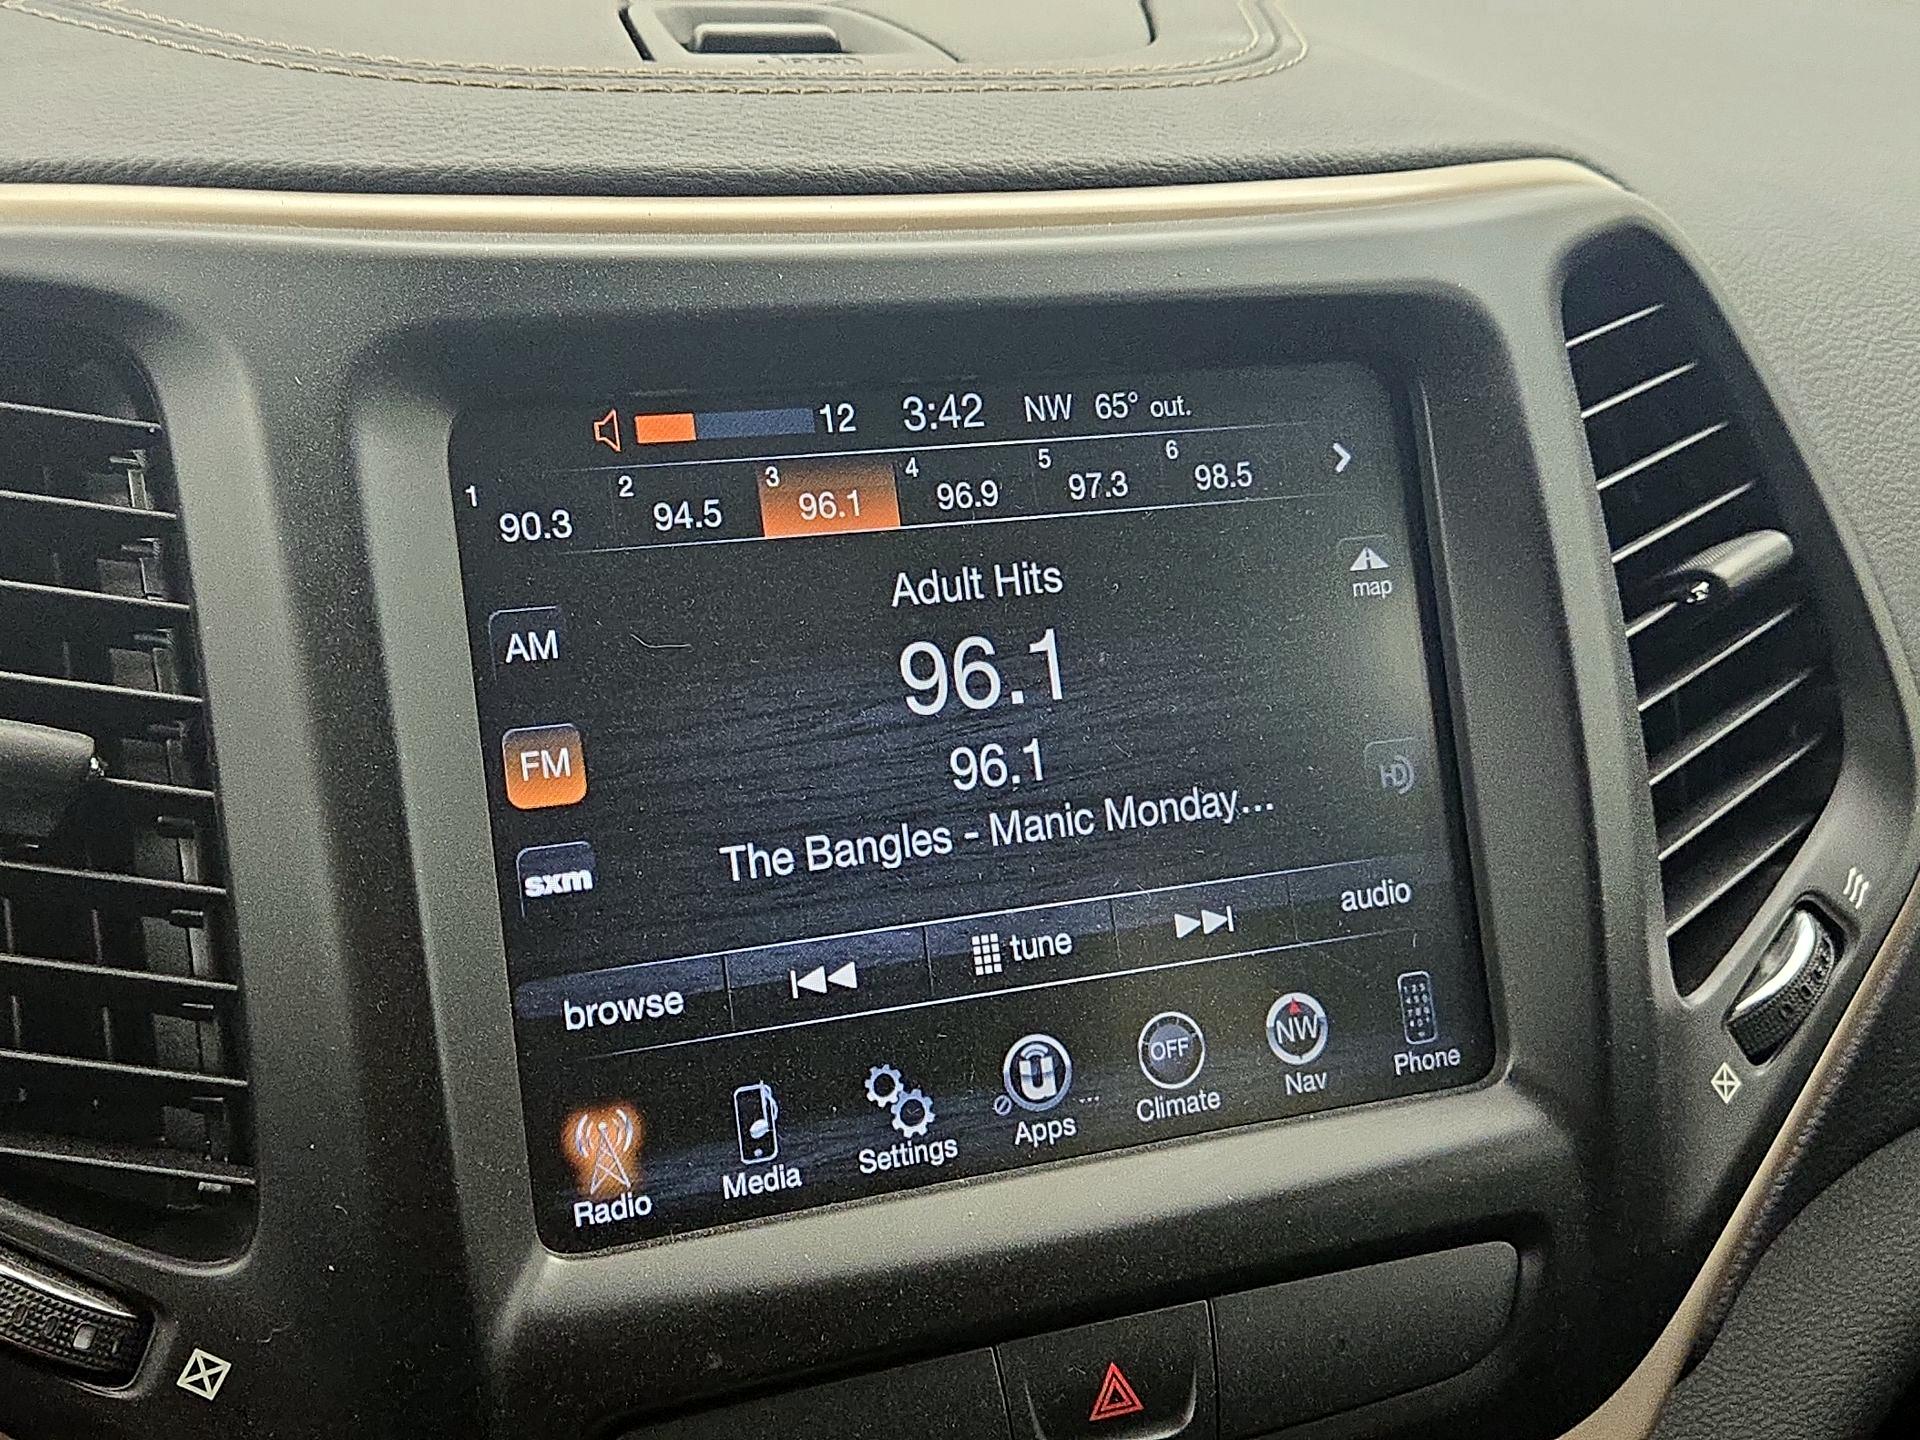 12 3:42 NW 65° out.
1 90.3 2 94.5 3 96.1 4 96.9 5 97.3 6 98.5
Adult Hits
map
AM
96.1
FM
96.1
HD
The Bangles - Manic Monday...
sxm
browse tune audio
Radio Media Settings Apps OFF Climate NW Nav Phone